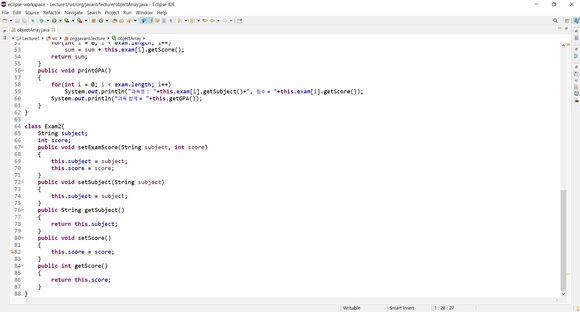 eclipse-workspace - Lecture1/src/org/javaro/lecture/objectArray.java - Eclipse IDE
File Edit Source Refactor Navigate Search Project Run Window Help
objectArray.java
Lecture1 src org.javaro.lecture objectArray
52 for(int i = 0; i < exam.length; i++)
53 sum = sum + this.exam[i].getScore();
54 return sum;
55 }
56 public void printGPA()
57 {
58 for(int i = 0; i < exam.length; i++)
59 System.out.println("과목명 : "+this.exam[i].getSubject()+", 점수 = "+this.exam[i].getScore());
60 System.out.println("과목 합계 = "+this.getGPA());
61 }
62 }
63
64 class Exam2{
65 String subject;
66 int score;
67 public void setExamScore(String subject, int score)
68 {
69 this.subject = subject;
70 this.score = score;
71 }
72 public void setSubject(String subject)
73 {
74 this.subject = subject;
75 }
76 public String getSubject()
77 {
78 return this.subject;
79 }
80 public void setScore()
81 {
82 this.score = score;
83 }
84 public int getScore()
85 {
86 return this.score;
87 }
88 }
Writable Smart Insert 1 : 28 : 27